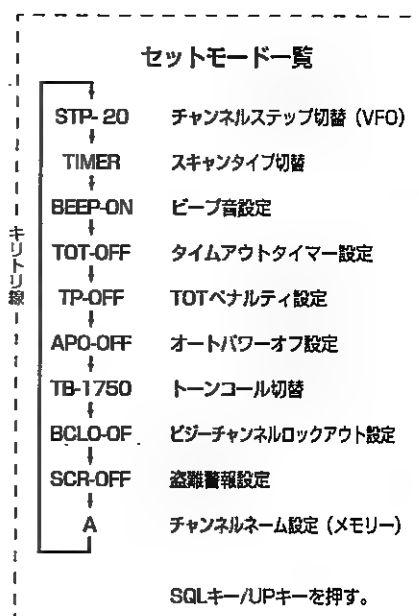 セットモード一覧
STP-20 チャンネルステップ切替（VFO）
TIMER スキャンタイプ切替
BEEP-ON ビープ音設定
TOT-OFF タイムアウトタイマー設定
TP-OFF TOTペナルティ設定
APO-OFF オートパワーオフ設定
TB-1750 トーンコール切替
BCLO-OF ビジーチャンネルロックアウト設定
SCR-OFF 盗難警報設定
A チャンネルネーム設定（メモリー）
SQLキー/UPキーを押す。
キリトリ線